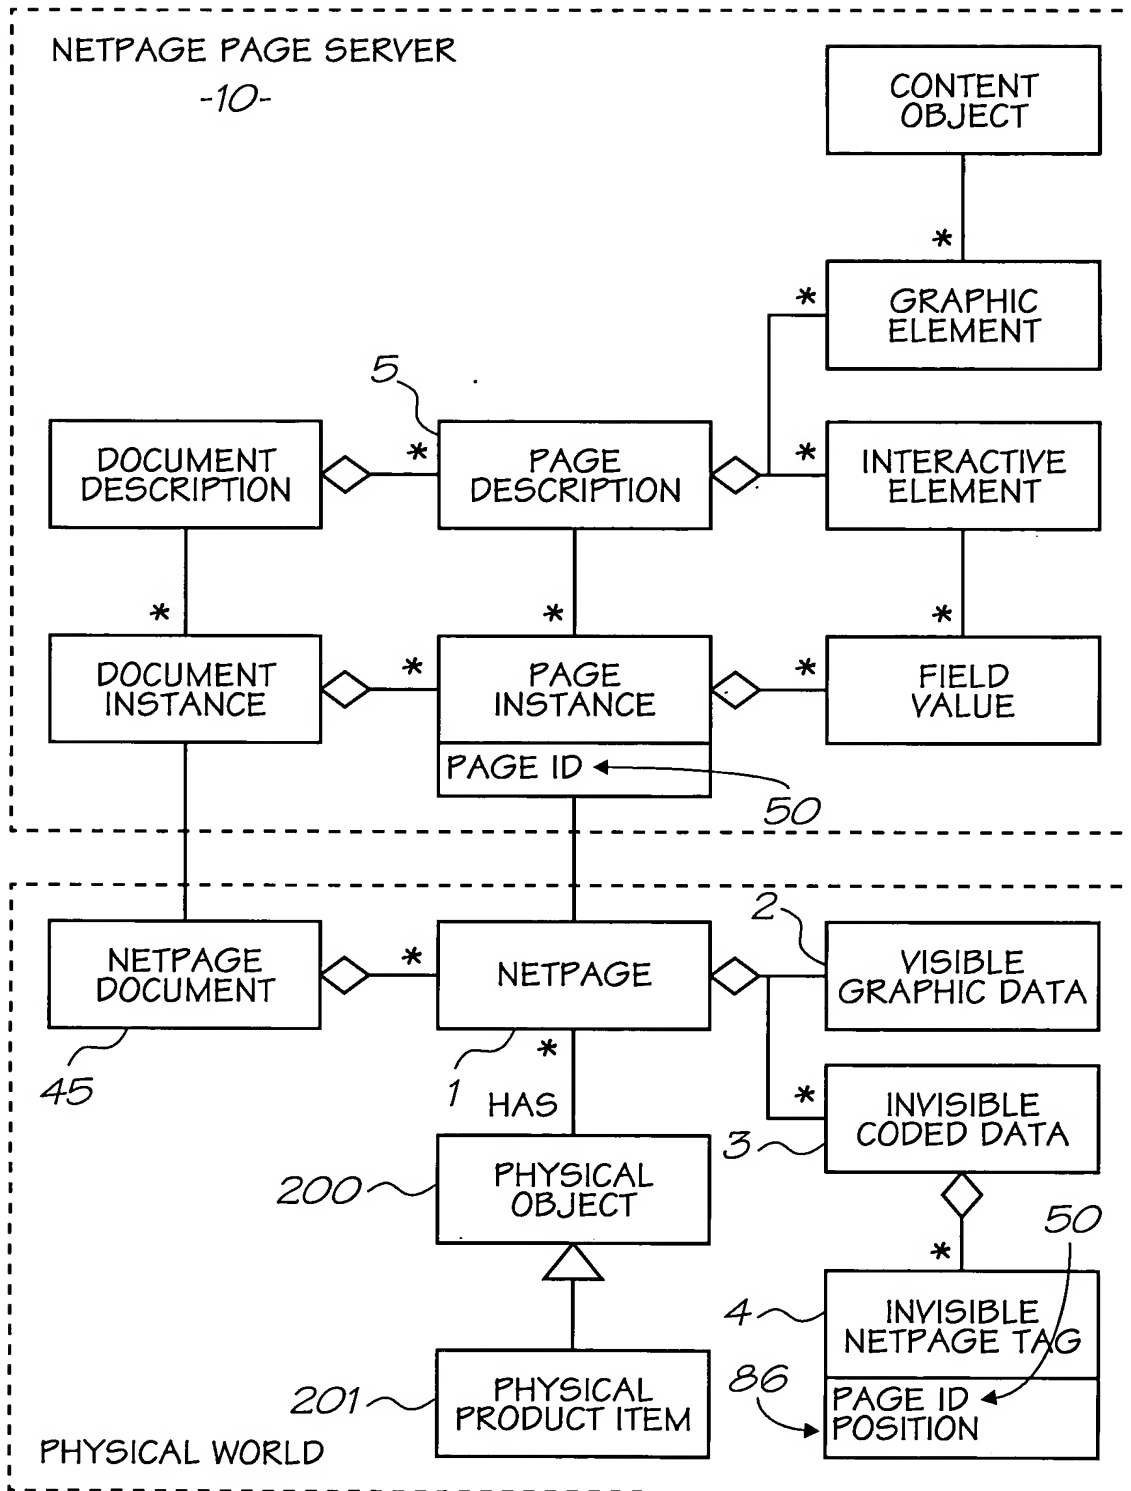 NETPAGE PAGE SERVER
-10-
CONTENT
OBJECT
*
*
GRAPHIC
ELEMENT
5
DOCUMENT
DESCRIPTION
*
PAGE
DESCRIPTION
*
INTERACTIVE
ELEMENT
*
*
*
DOCUMENT
INSTANCE
*
PAGE
INSTANCE
*
FIELD
VALUE
PAGE ID
50
NETPAGE
DOCUMENT
45
*
NETPAGE
1
2
VISIBLE
GRAPHIC DATA
*
HAS
*
INVISIBLE
CODED DATA
3
200
PHYSICAL
OBJECT
*
50
4
INVISIBLE
NETPAGE TAG
86
PAGE ID
POSITION
201
PHYSICAL
PRODUCT ITEM
PHYSICAL WORLD